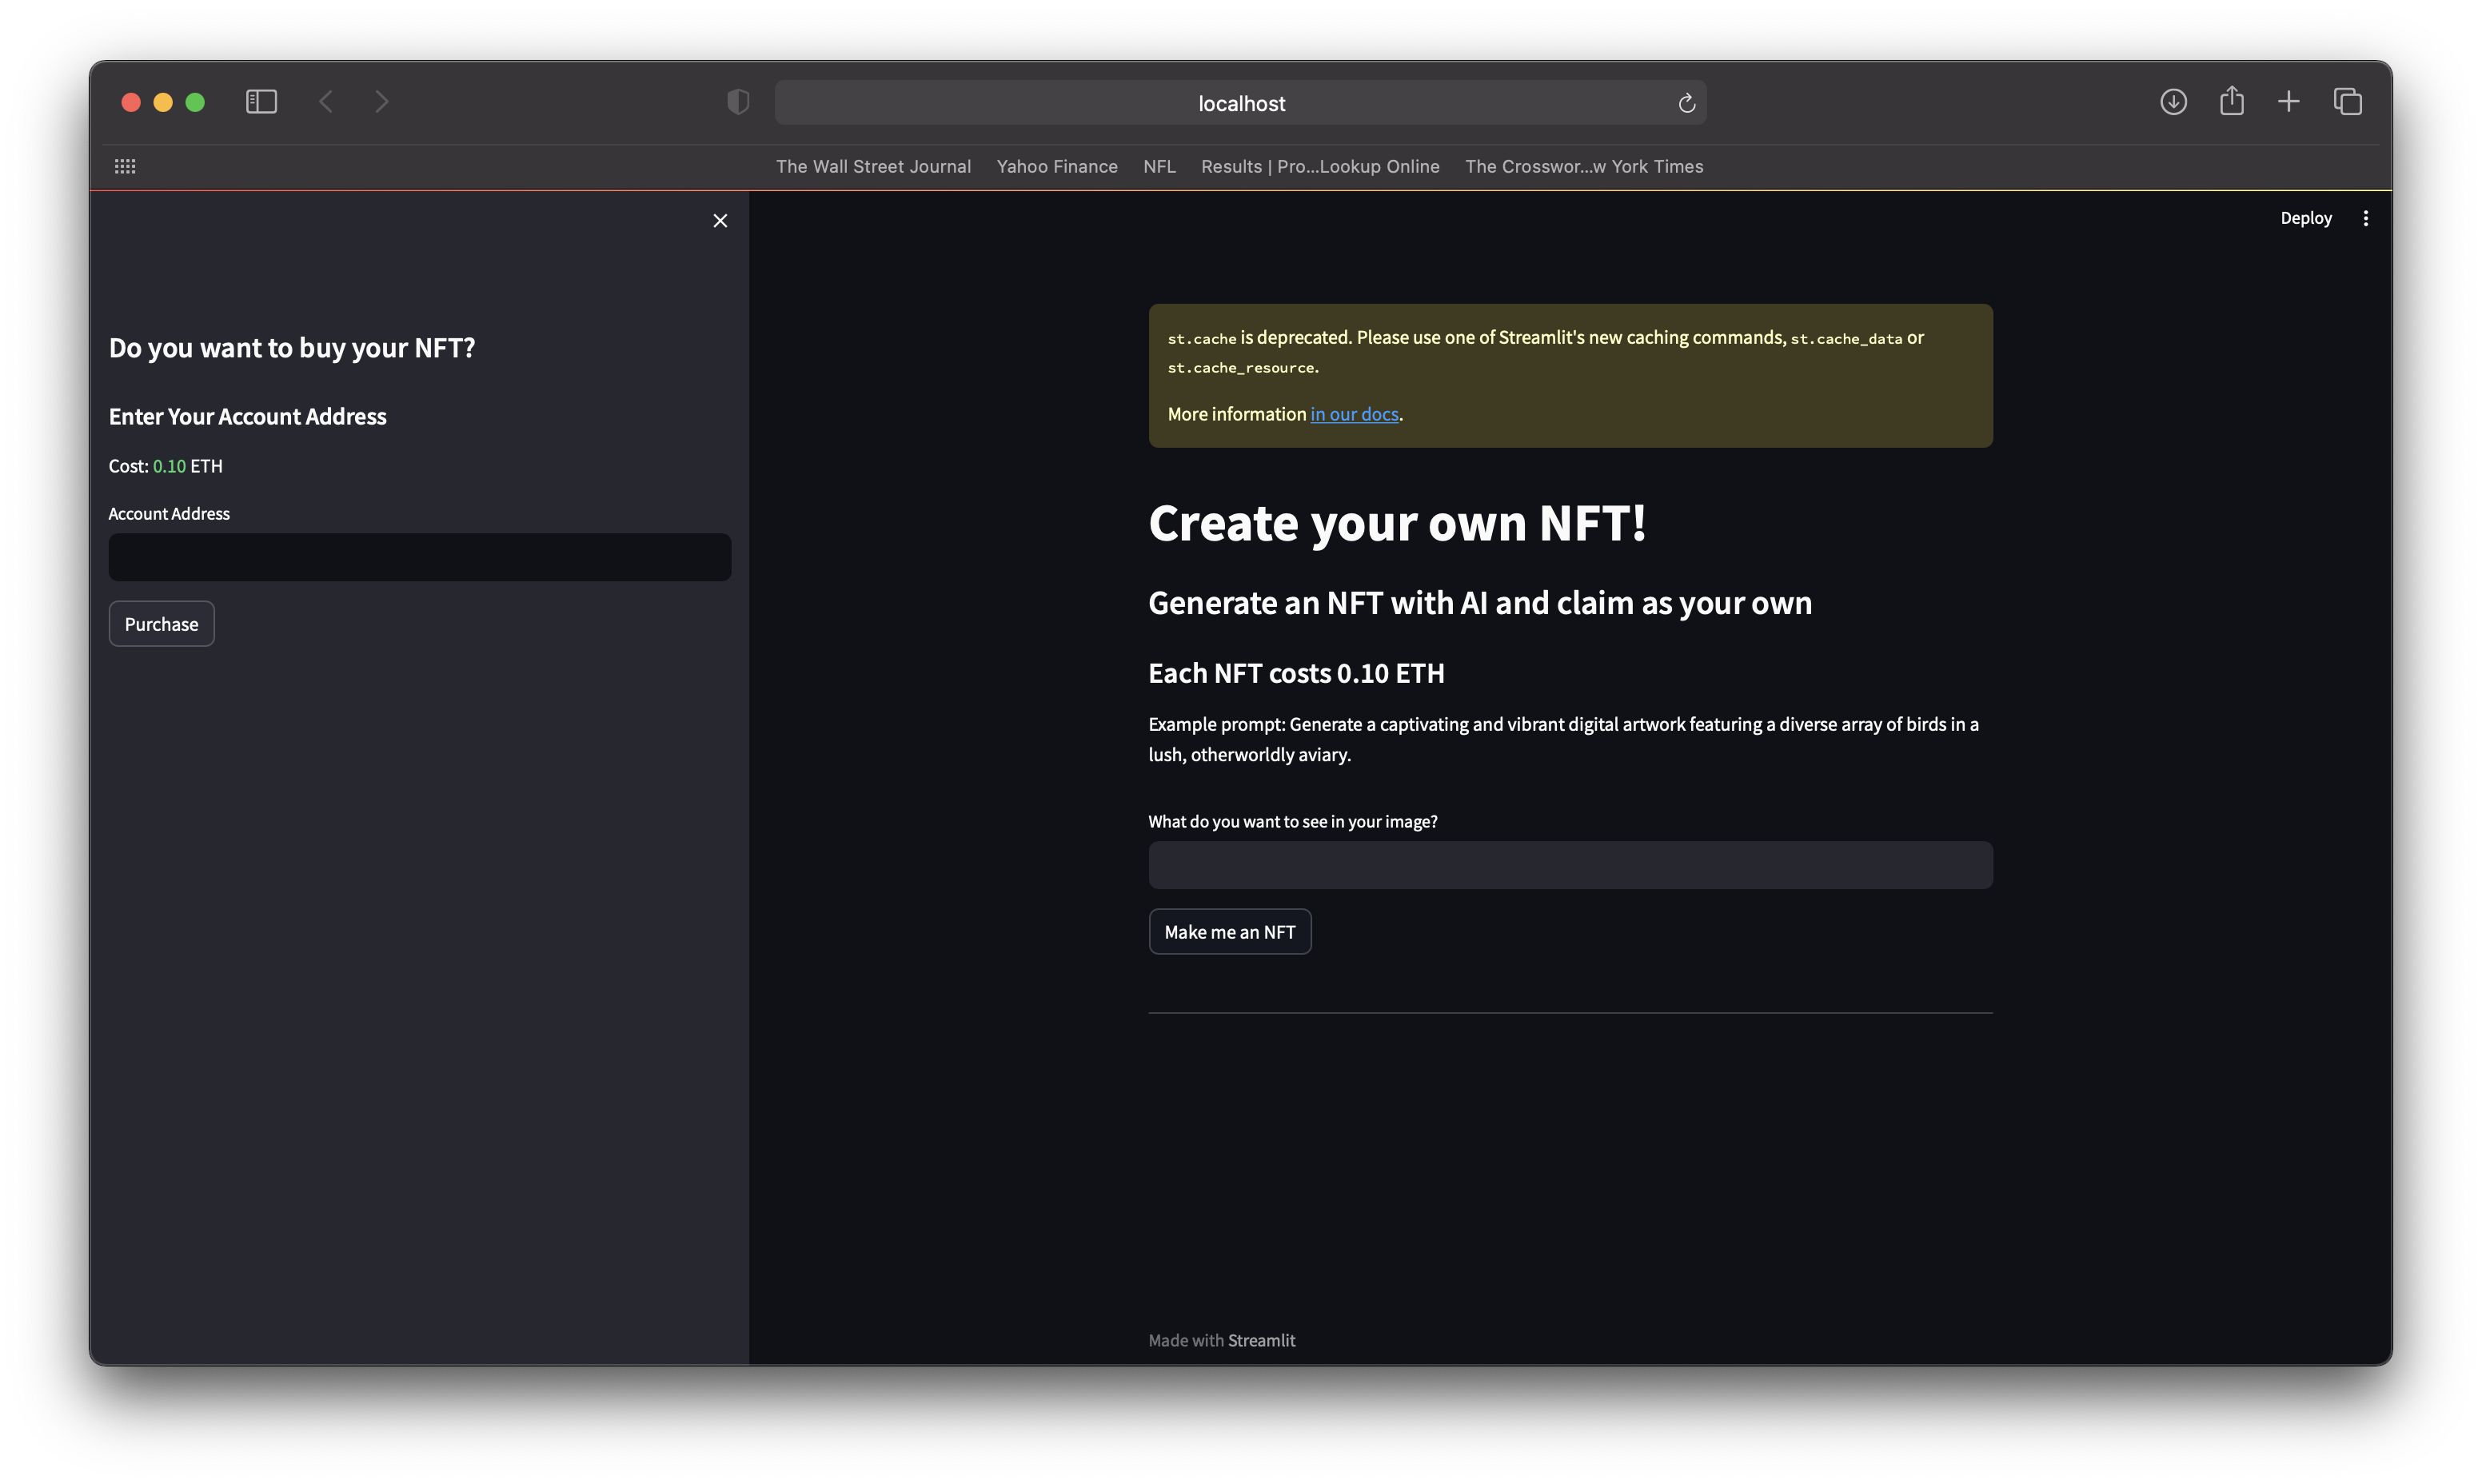 localhost
The Wall Street Journal Yahoo Finance NFL Results | Pro...Lookup Online The Crosswor...w York Times
Deploy
Do you want to buy your NFT?
Enter Your Account Address
Cost: 0.10 ETH
Account Address
Purchase
st.cache is deprecated. Please use one of Streamlit's new caching commands, st.cache_data or
st.cache_resource.
More information in our docs.
Create your own NFT!
Generate an NFT with AI and claim as your own
Each NFT costs 0.10 ETH
Example prompt: Generate a captivating and vibrant digital artwork featuring a diverse array of birds in a
lush, otherworldly aviary.
What do you want to see in your image?
Make me an NFT
Made with Streamlit